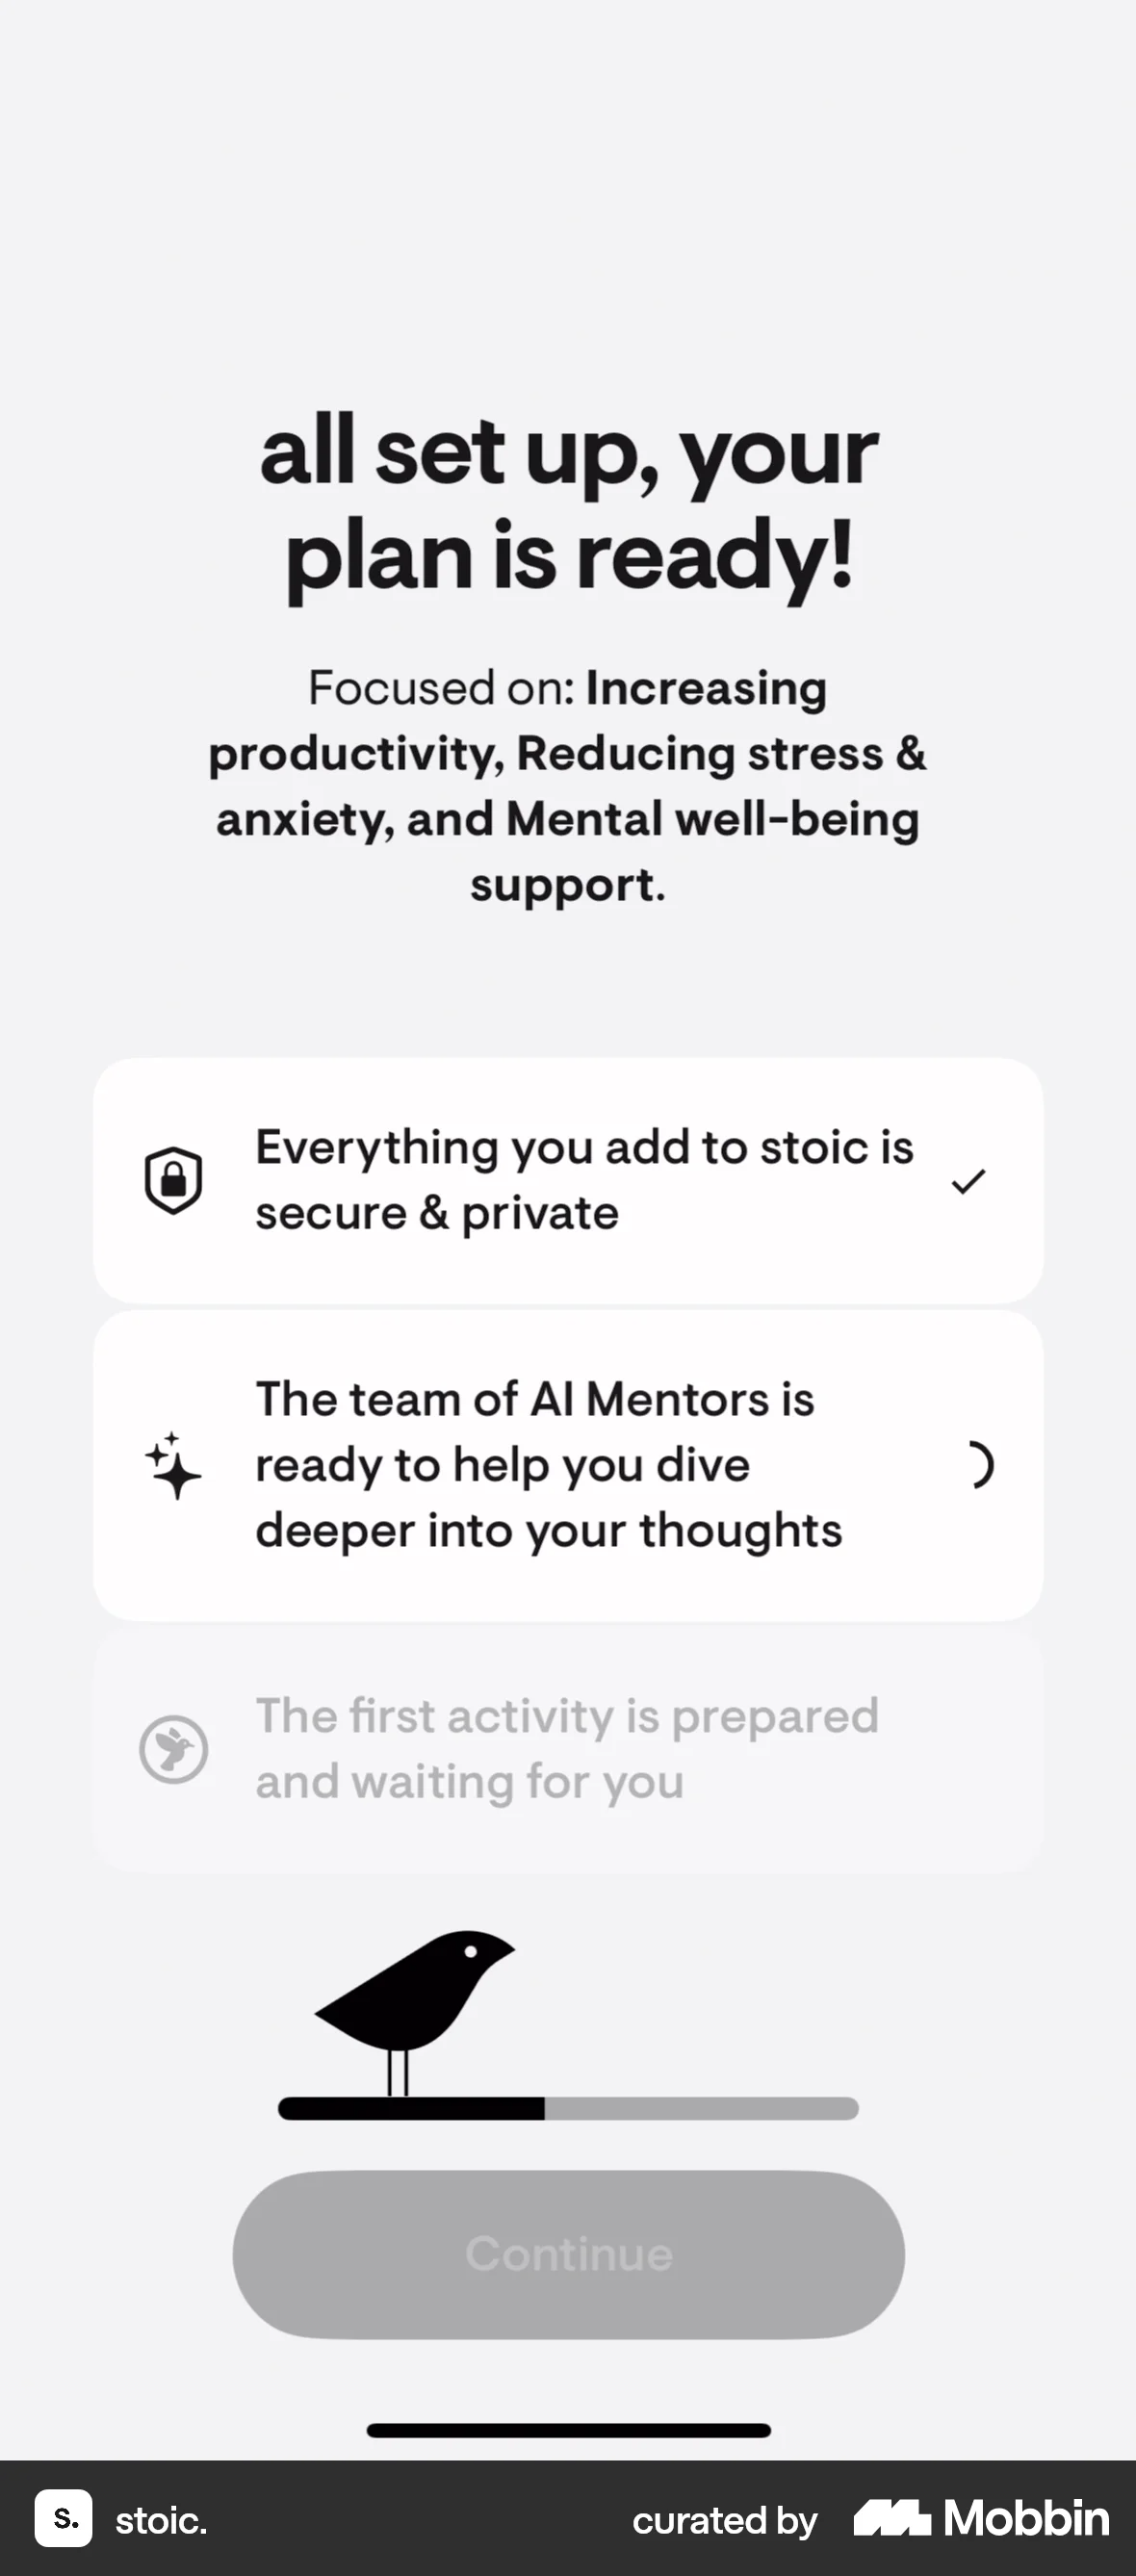 all set up, your
plan is ready!
Focused on: Increasing
productivity, Reducing stress &
anxiety, and Mental well-being
support.
Everything you add to stoic is
secure & private
The team of AI Mentors is
ready to help you dive
deeper into your thoughts
The first activity is prepared
and waiting for you
Continue
s. stoic. curated by Mobbin